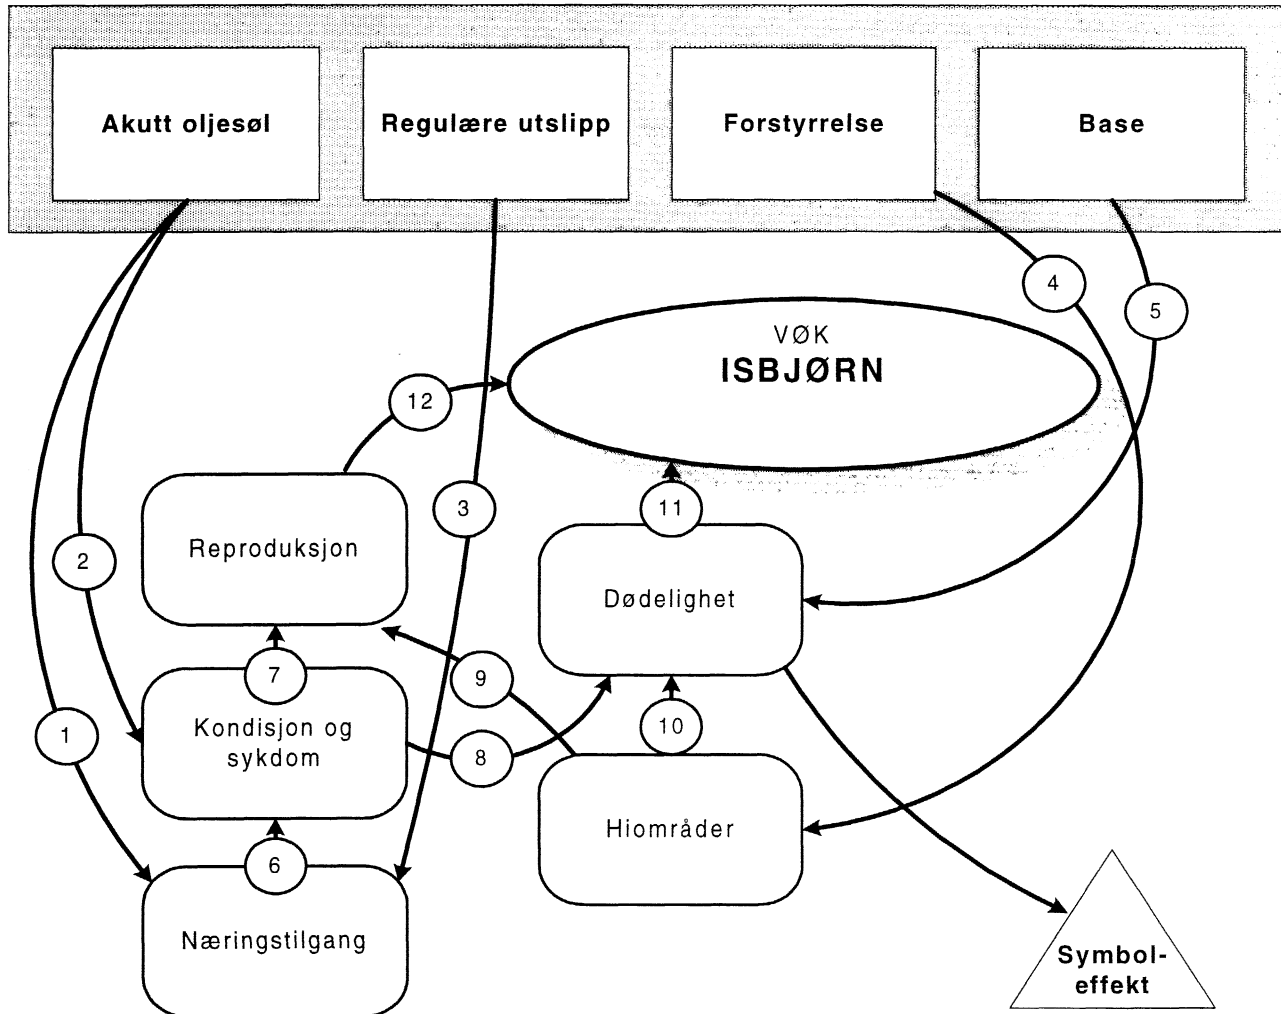 Akutt oljesøl
Regulære utslipp
Forstyrrelse
Base
4
5
VØK
ISBJØRN
12
3
11
Reproduksjon
2
Dødelighet
7
9
10
1
Kondisjon og
sykdom
8
Hiområder
6
Næringstilgang
Symbol-
effekt